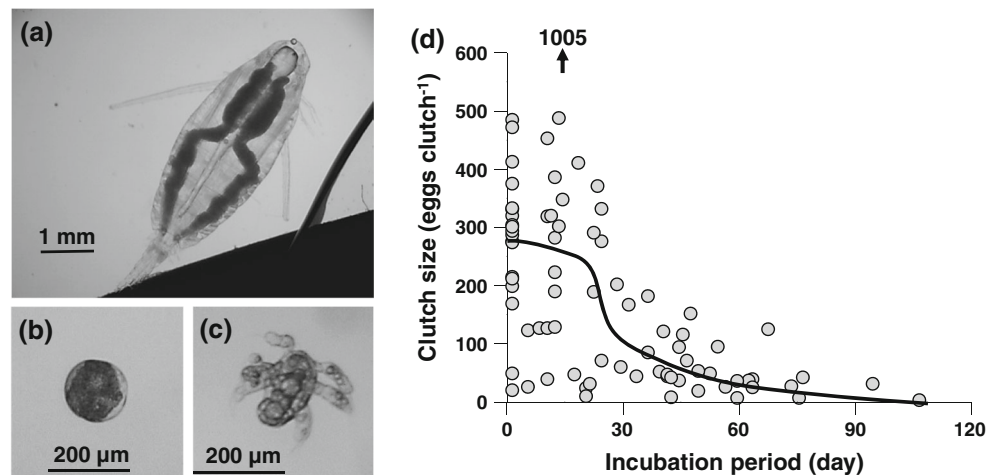 (a)
1 mm
(b)
200 µm
(c)
200 µm
(d)
1005
600
500
400
300
200
100
0
Clutch size (eggs clutch⁻¹)
0 30 60 90 120
Incubation period (day)